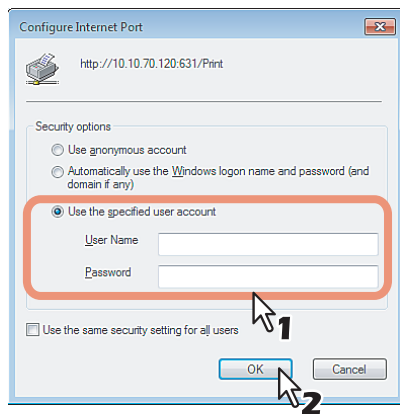 Configure Internet Port
http://10.10.70.120:631/Print
Security options
Use anonymous account
Automatically use the Windows logon name and password (and
domain if any)
Use the specified user account
User Name
Password
1
Use the same security setting for all users
OK
Cancel
2